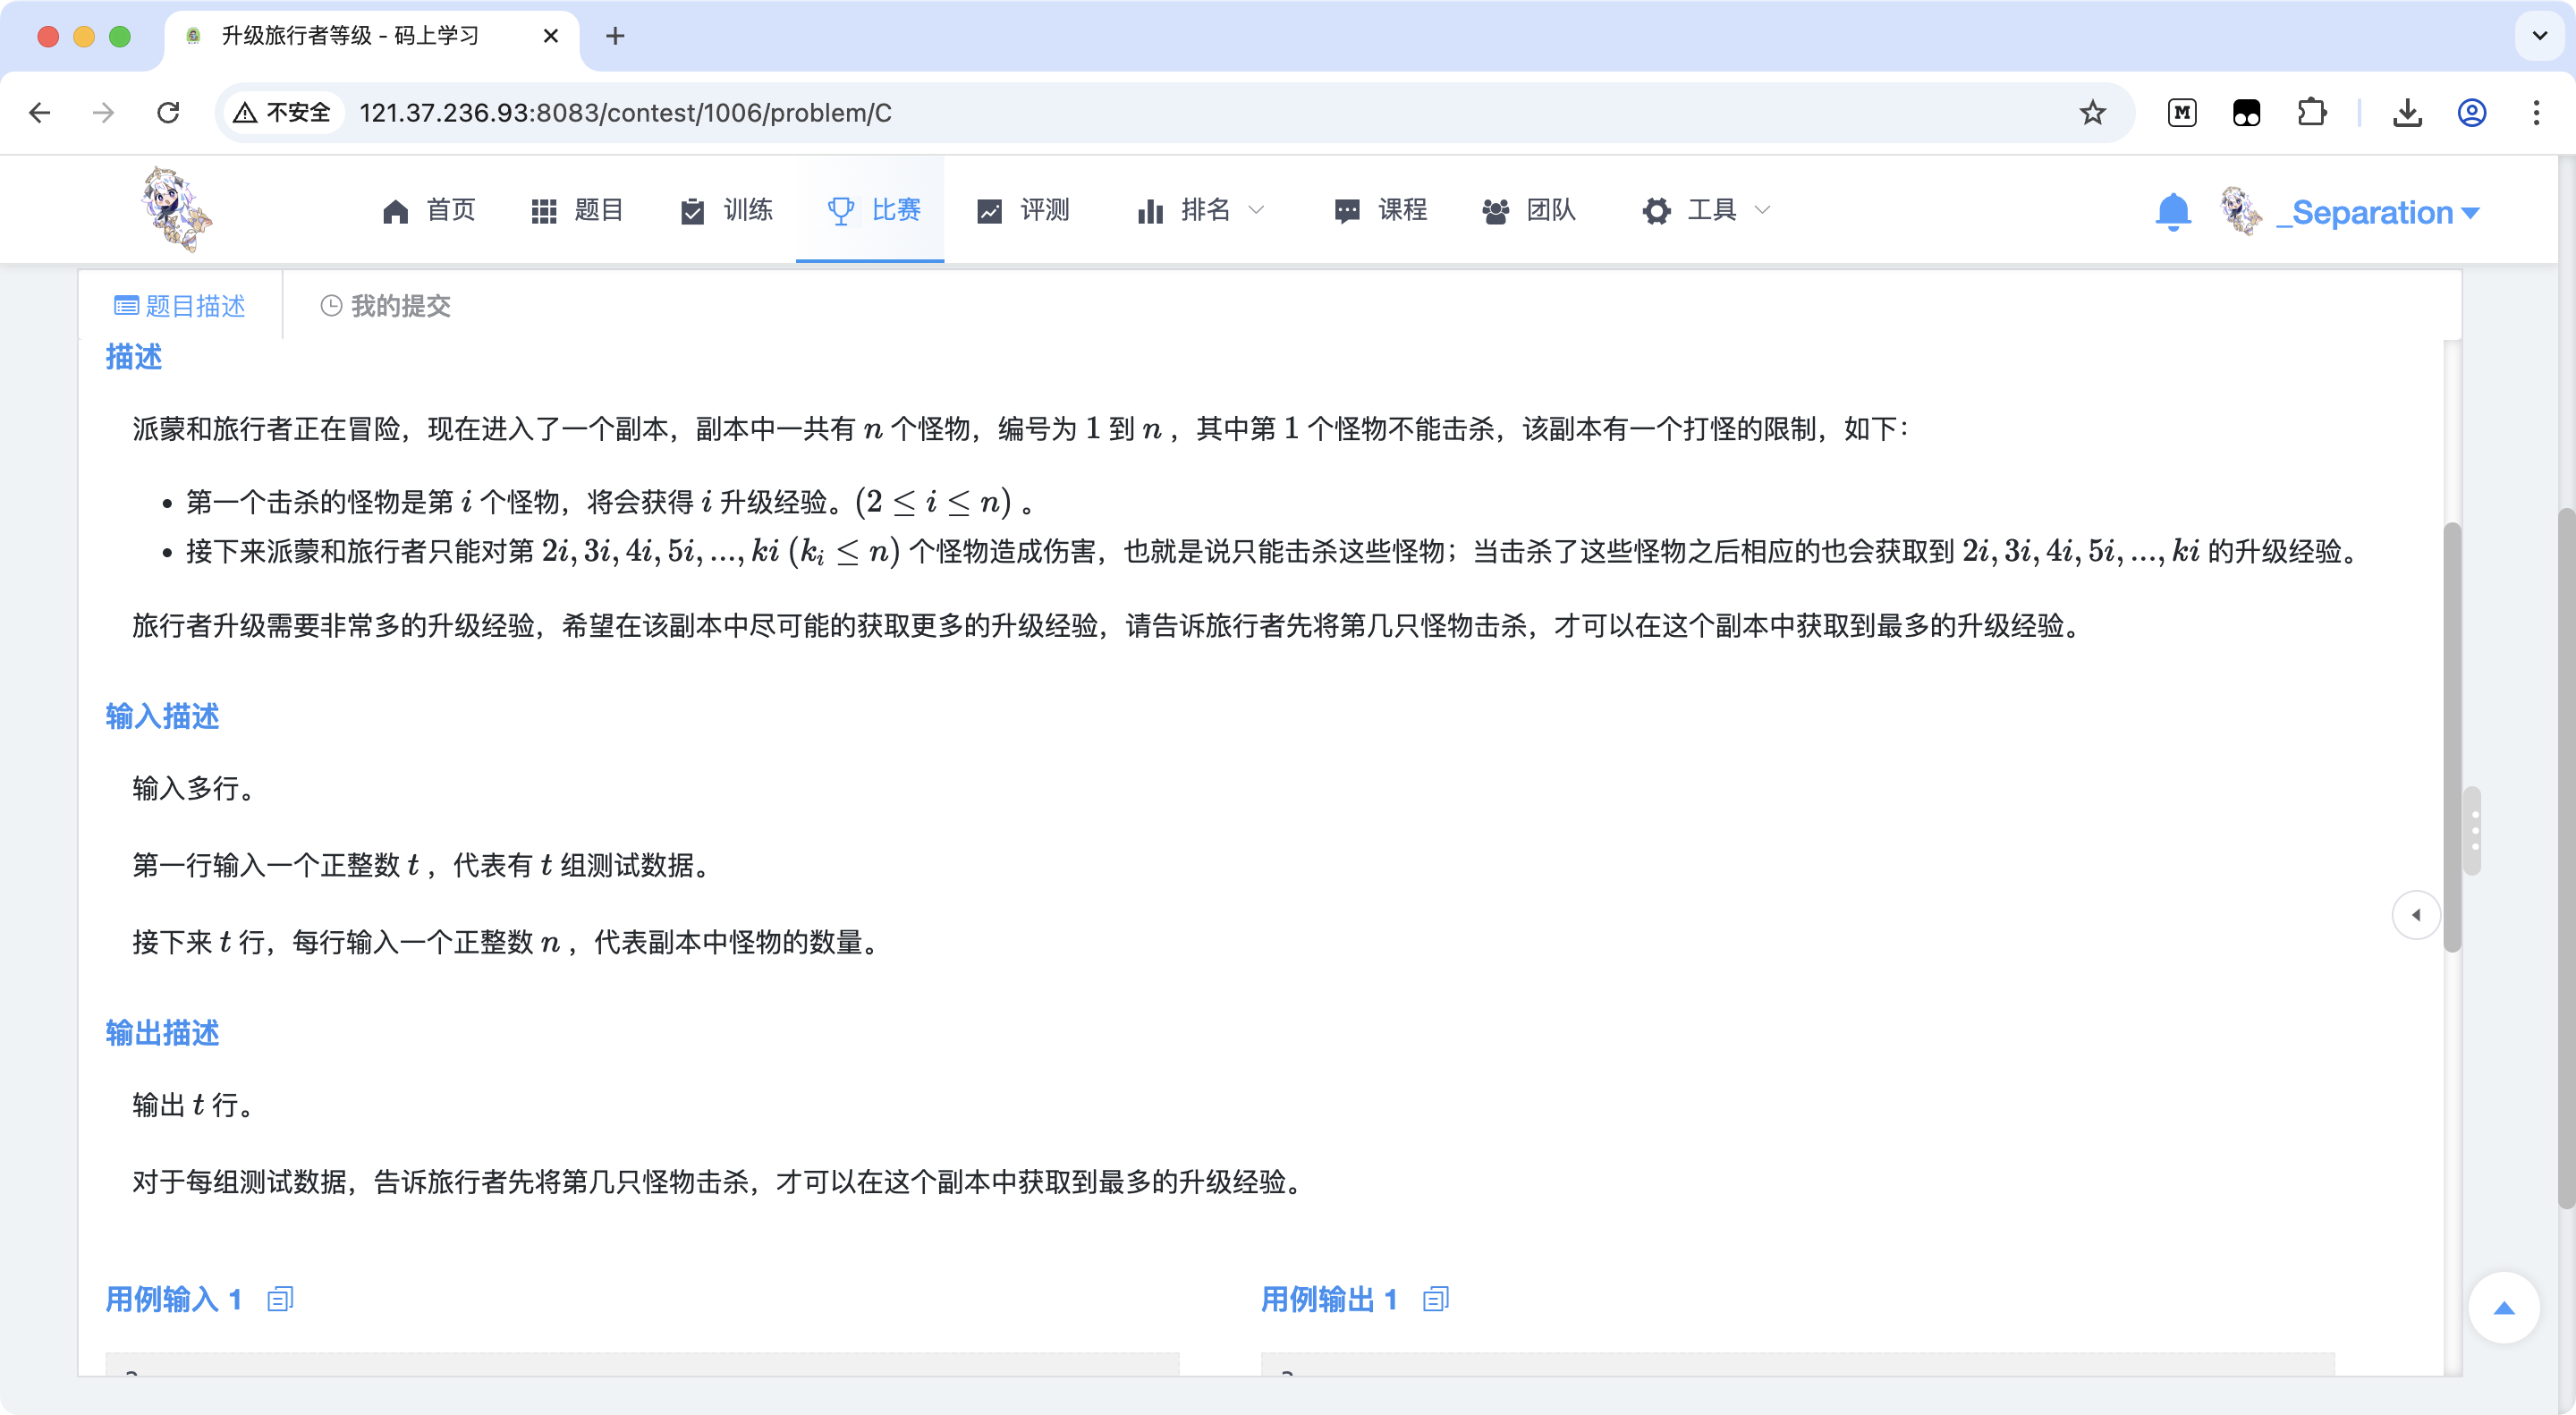 升级旅行者等级 - 码上学习
不安全 121.37.236.93:8083/contest/1006/problem/C
首页 题目 训练 比赛 评测 排名 课程 团队 工具 _Separation
题目描述 我的提交
描述
派蒙和旅行者正在冒险，现在进入了一个副本，副本中一共有 n 个怪物，编号为 1 到 n ，其中第 1 个怪物不能击杀，该副本有一个打怪的限制，如下：
• 第一个击杀的怪物是第 i 个怪物，将会获得 i 升级经验。(2 ≤ i ≤ n) 。
• 接下来派蒙和旅行者只能对第 2i, 3i, 4i, 5i, ..., ki (k_i ≤ n) 个怪物造成伤害，也就是说只能击杀这些怪物；当击杀了这些怪物之后相应的也会获取到 2i, 3i, 4i, 5i, ..., ki 的升级经验。
旅行者升级需要非常多的升级经验，希望在该副本中尽可能的获取更多的升级经验，请告诉旅行者先将第几只怪物击杀，才可以在这个副本中获取到最多的升级经验。
输入描述
输入多行。
第一行输入一个正整数 t ，代表有 t 组测试数据。
接下来 t 行，每行输入一个正整数 n ，代表副本中怪物的数量。
输出描述
输出 t 行。
对于每组测试数据，告诉旅行者先将第几只怪物击杀，才可以在这个副本中获取到最多的升级经验。
用例输入 1 用例输出 1